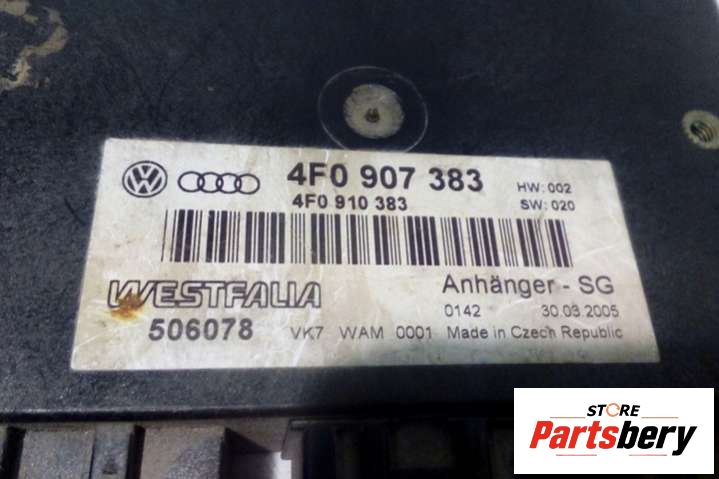 4F0 907 383
HW: 002
4F0 910 383
SW: 020
WESTFALIA
Anhänger - SG
0142 30.03.2005
506078
VK7 WAM 0001 Made in Czech Republic
STORE
Partsbery